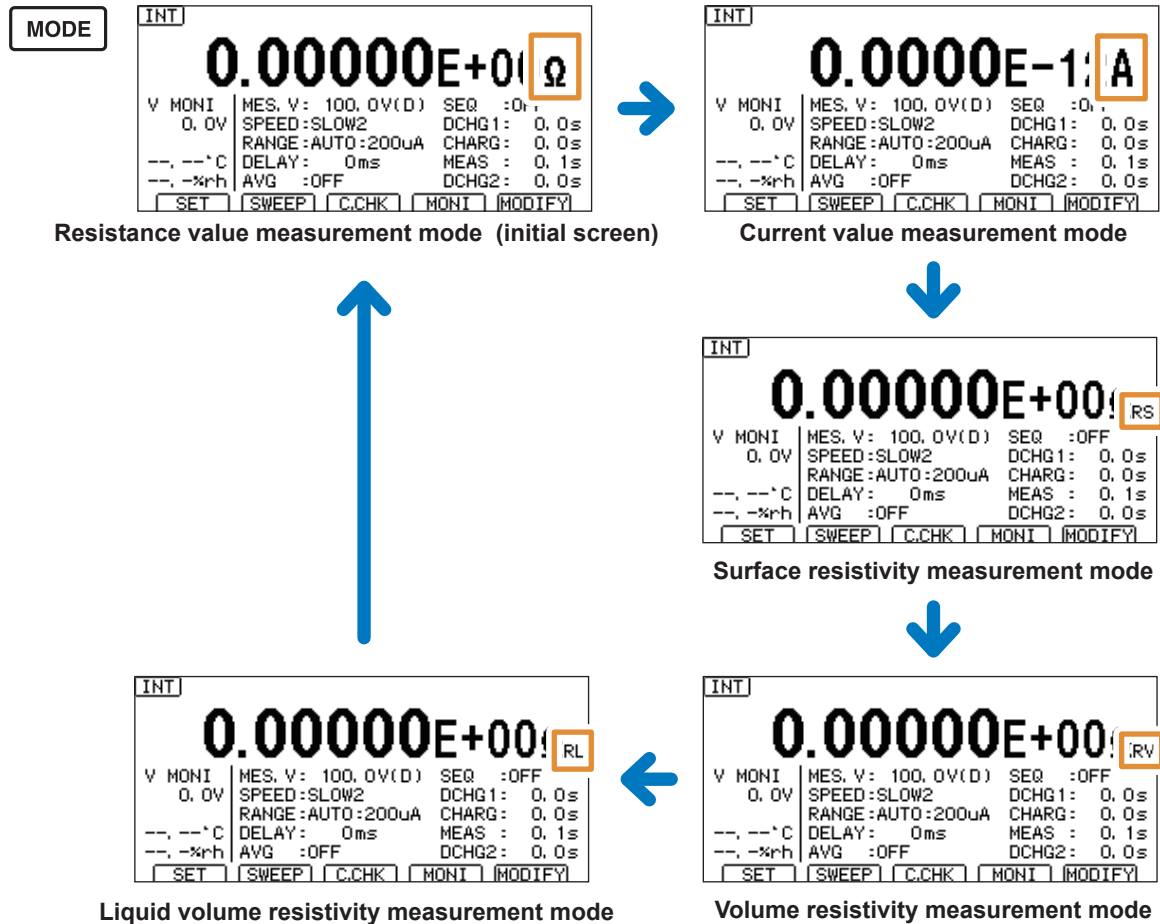 MODE
INT
0.00000E+00 Ω
V MONI MES. V: 100. 0V(D) SEQ :OFF
0. 0V SPEED:SLOW2 DCHG1: 0. 0s
RANGE:AUTO:200uA CHARG: 0. 0s
--. --°C DELAY: 0ms MEAS : 0. 1s
--. -%rh AVG :OFF DCHG2: 0. 0s
SET SWEEP C.CHK MONI MODIFY
Resistance value measurement mode (initial screen)
INT
0.0000E-12 A
V MONI MES. V: 100. 0V(D) SEQ :OFF
0. 0V SPEED:SLOW2 DCHG1: 0. 0s
RANGE:AUTO:200uA CHARG: 0. 0s
--. --°C DELAY: 0ms MEAS : 0. 1s
--. -%rh AVG :OFF DCHG2: 0. 0s
SET SWEEP C.CHK MONI MODIFY
Current value measurement mode
INT
0.00000E+00 RS
V MONI MES. V: 100. 0V(D) SEQ :OFF
0. 0V SPEED:SLOW2 DCHG1: 0. 0s
RANGE:AUTO:200uA CHARG: 0. 0s
--. --°C DELAY: 0ms MEAS : 0. 1s
--. -%rh AVG :OFF DCHG2: 0. 0s
SET SWEEP C.CHK MONI MODIFY
Surface resistivity measurement mode
INT
0.00000E+00 RV
V MONI MES. V: 100. 0V(D) SEQ :OFF
0. 0V SPEED:SLOW2 DCHG1: 0. 0s
RANGE:AUTO:200uA CHARG: 0. 0s
--. --°C DELAY: 0ms MEAS : 0. 1s
--. -%rh AVG :OFF DCHG2: 0. 0s
SET SWEEP C.CHK MONI MODIFY
Volume resistivity measurement mode
INT
0.00000E+00 RL
V MONI MES. V: 100. 0V(D) SEQ :OFF
0. 0V SPEED:SLOW2 DCHG1: 0. 0s
RANGE:AUTO:200uA CHARG: 0. 0s
--. --°C DELAY: 0ms MEAS : 0. 1s
--. -%rh AVG :OFF DCHG2: 0. 0s
SET SWEEP C.CHK MONI MODIFY
Liquid volume resistivity measurement mode